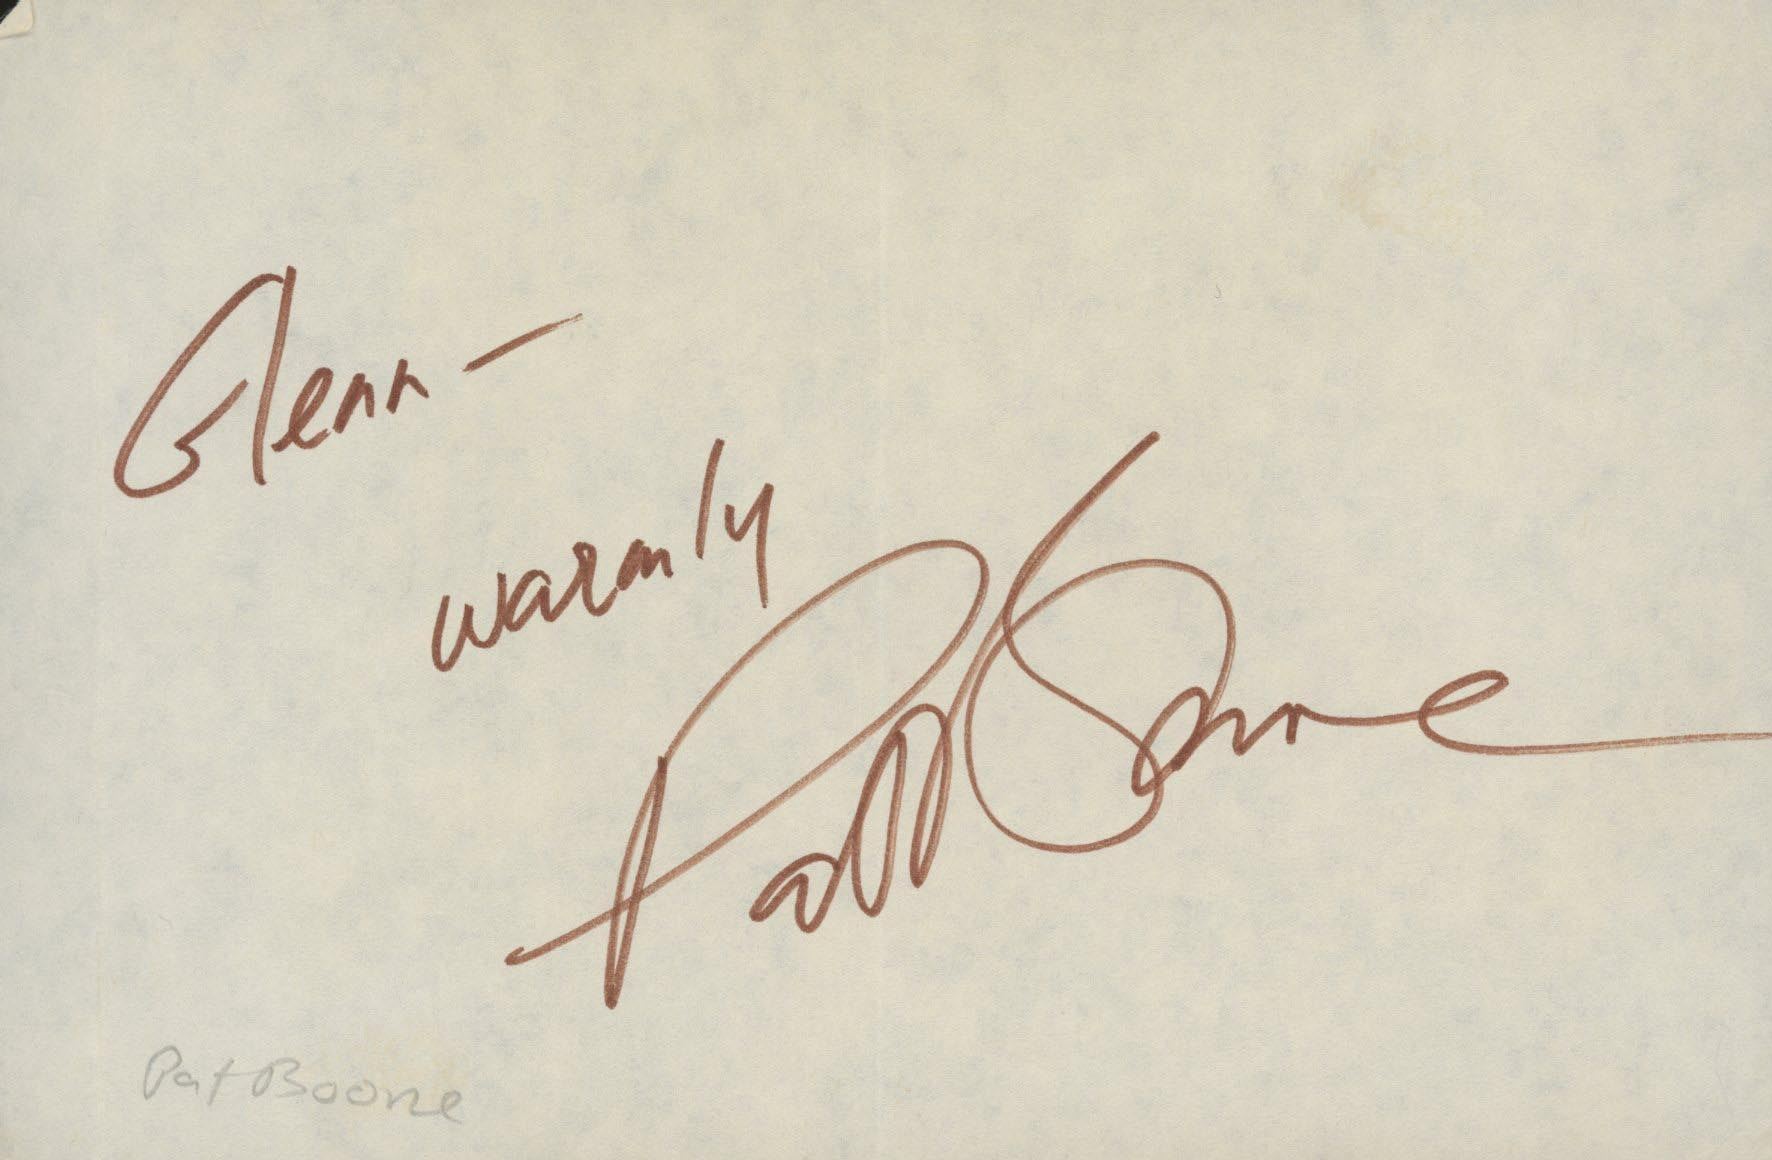 Glenn —
warmly
Pat Boone
Pat Boone